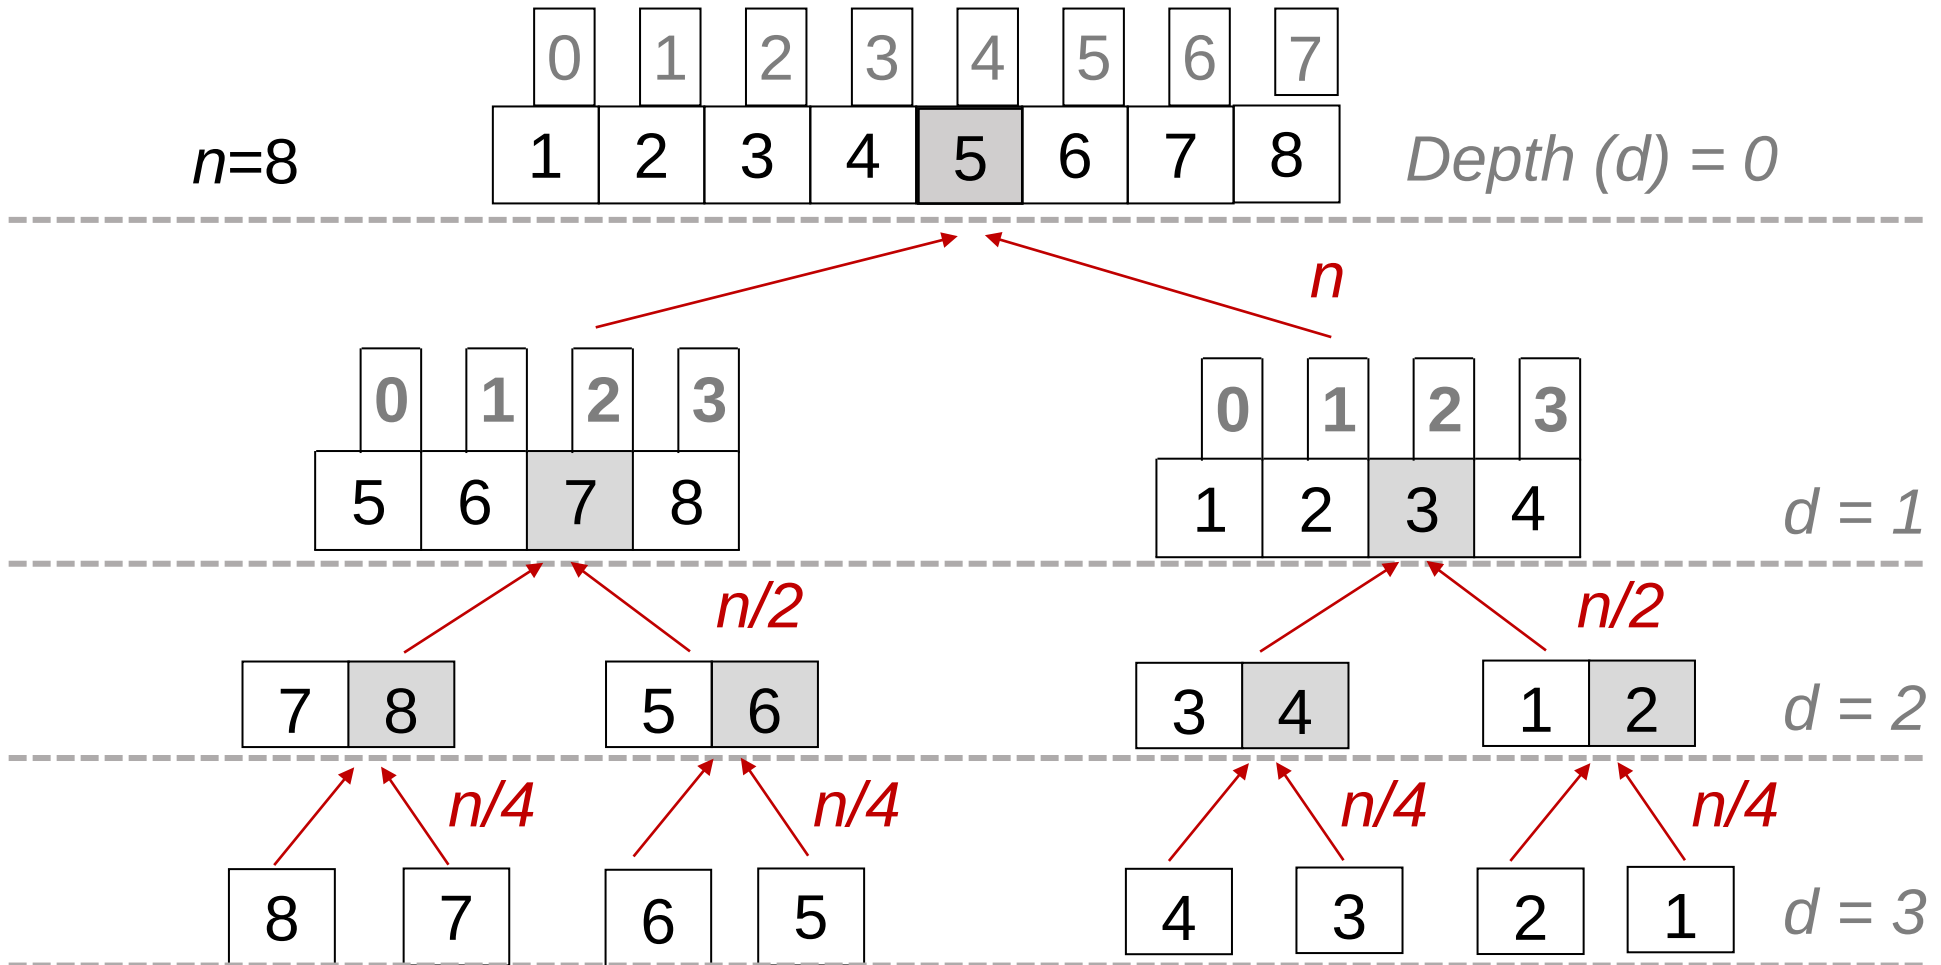 0 1 2 3 4 5 6 7
n=8 1 2 3 4 5 6 7 8 Depth (d) = 0
n
0 1 2 3 0 1 2 3
5 6 7 8 1 2 3 4 d = 1
n/2 n/2
7 8 5 6 3 4 1 2 d = 2
n/4 n/4 n/4 n/4
8 7 6 5 4 3 2 1 d = 3